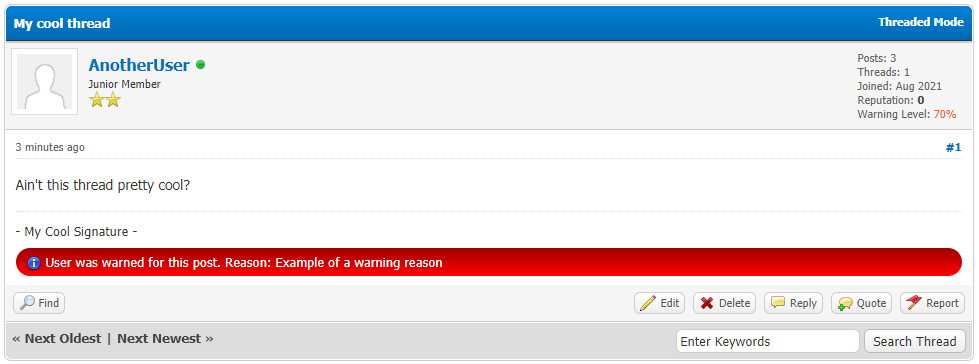 My cool thread
Threaded Mode
AnotherUser
Junior Member
Posts: 3
Threads: 1
Joined: Aug 2021
Reputation: 0
Warning Level: 70%
3 minutes ago
#1
Ain't this thread pretty cool?
- My Cool Signature -
User was warned for this post. Reason: Example of a warning reason
Find
Edit
Delete
Reply
Quote
Report
« Next Oldest | Next Newest »
Enter Keywords
Search Thread